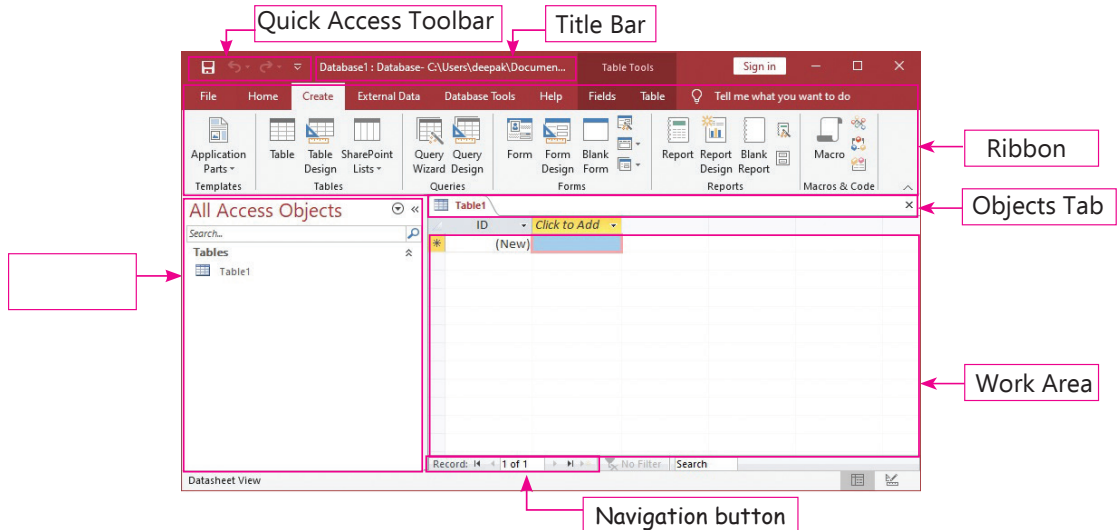 Quick Access Toolbar
Title Bar
Database1 : Database- C:\Users\deepak\Documen...
Table Tools
Sign in
File Home Create External Data Database Tools Help Fields Table Tell me what you want to do
Application Parts
Table
Table Design
SharePoint Lists
Query Wizard
Query Design
Form
Form Design
Blank Form
Report
Report Design
Blank Report
Macro
Templates Tables Queries Forms Reports Macros & Code
Ribbon
All Access Objects
Search...
Tables
Table1
Table1
Objects Tab
ID Click to Add
(New)
Work Area
Record: 1 of 1 No Filter Search
Datasheet View
Navigation button